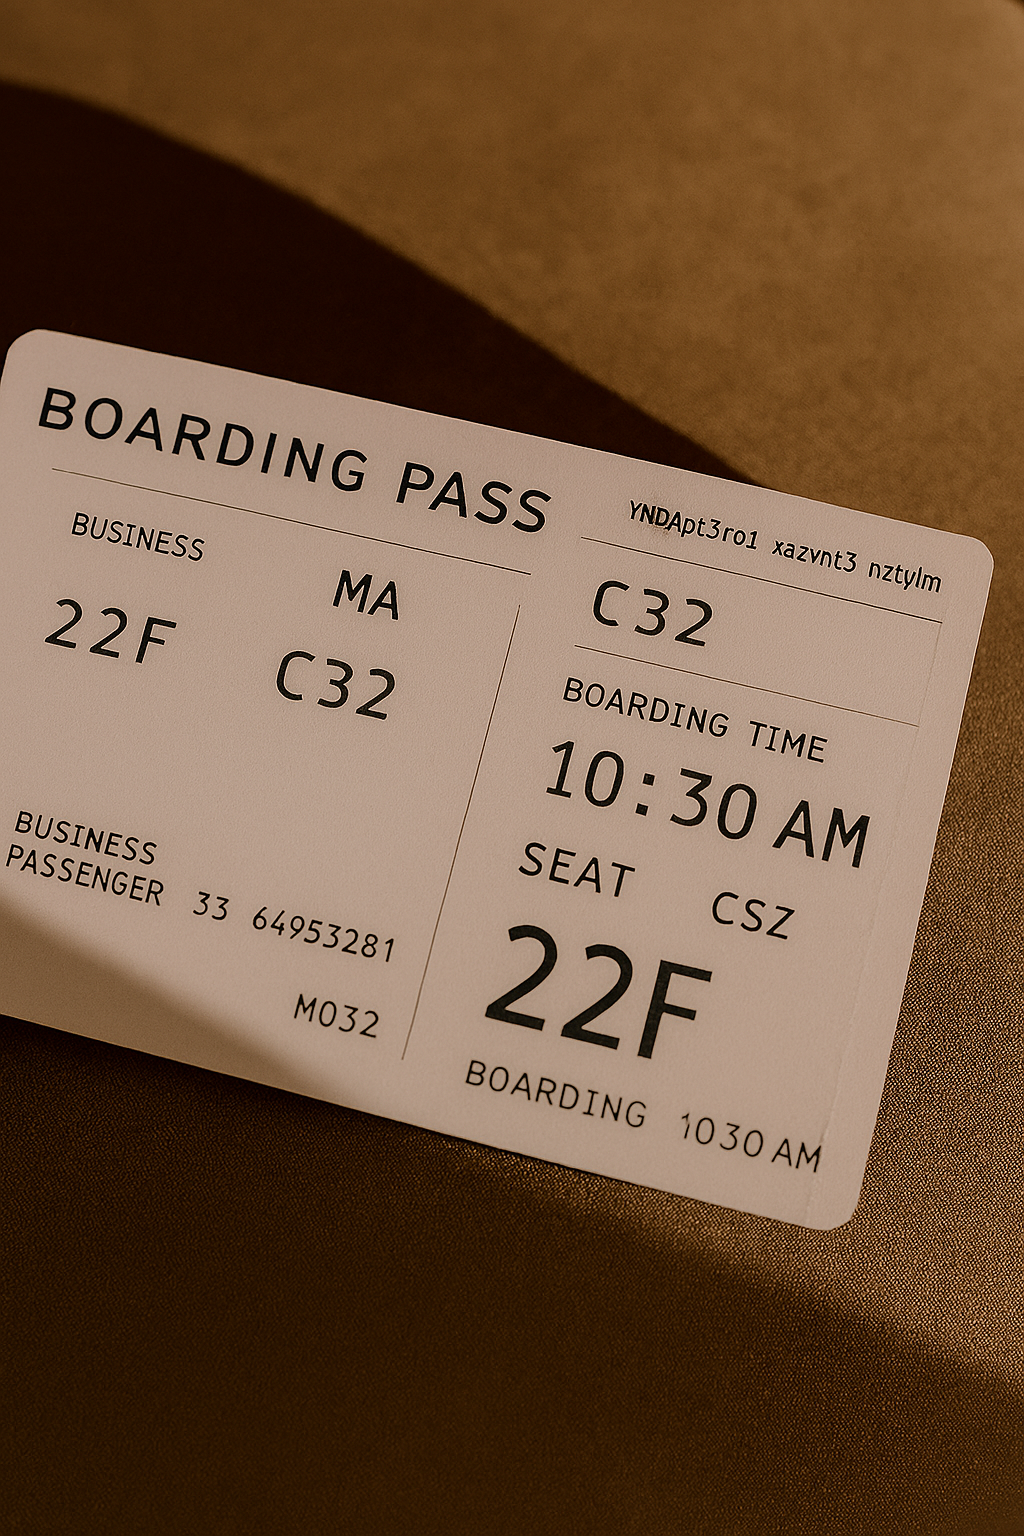 BOARDING PASS
BUSINESS
MA
22F
C32
BUSINESS
PASSENGER 33 64953281
M032
YNDApt3ro1 xazvnt3 nztylm
C32
BOARDING TIME
10:30 AM
SEAT CSZ
22F
BOARDING 1030 AM